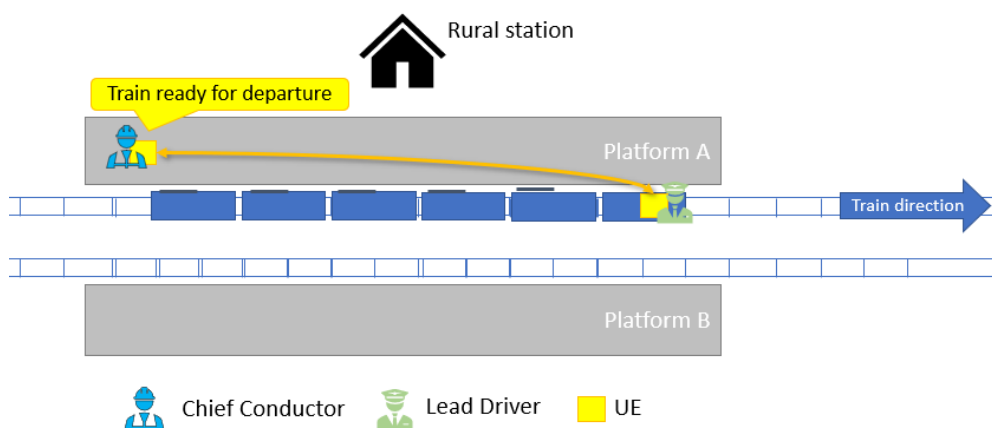 Rural station
Train ready for departure
Platform A
Train direction
Platform B
Chief Conductor
Lead Driver
UE